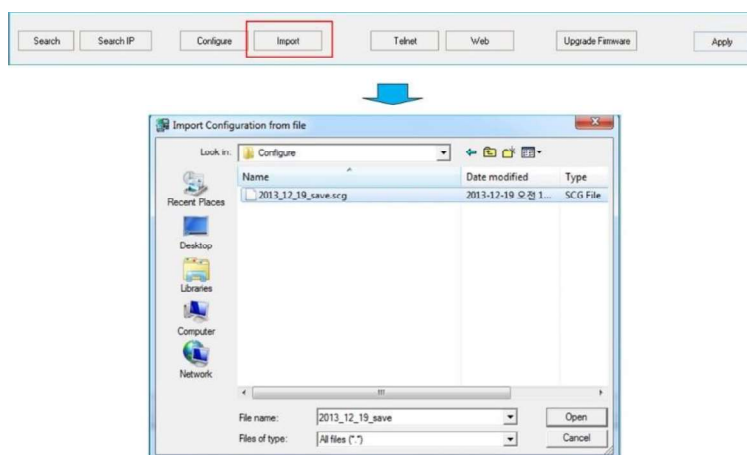 Search Search IP Configure Import Telnet Web Upgrade Firmware Apply
Import Configuration from file
Look in: Configure
Name Date modified Type
2013_12_19_save.scg 2013-12-19 오전 1... SCG File
Recent Places
Desktop
Libraries
Computer
Network
File name: 2013_12_19_save Open
Files of type: All files (*.*) Cancel